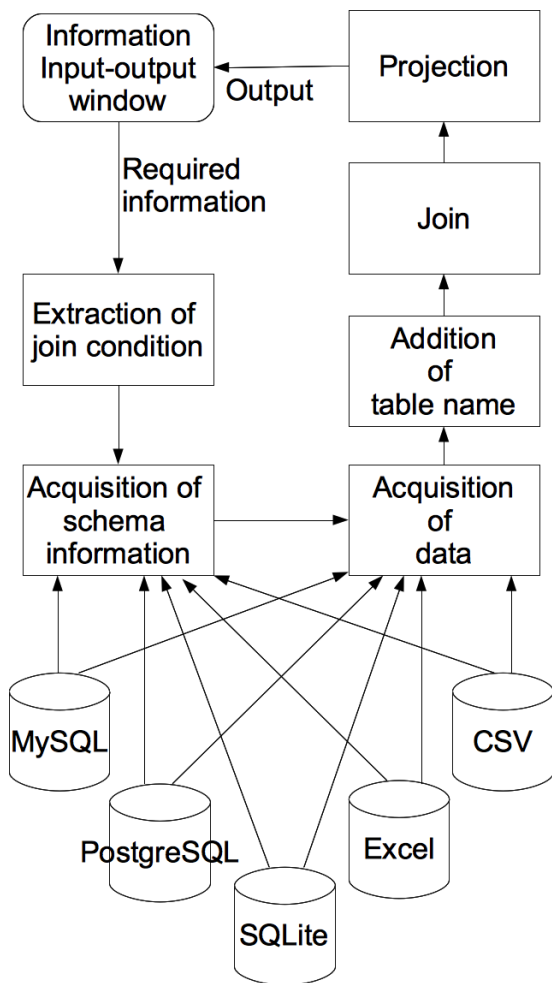 Information
Input-output
window
Output
Projection
Required
information
Join
Extraction of
join condition
Addition
of
table name
Acquisition of
schema
information
Acquisition
of
data
MySQL
CSV
PostgreSQL
Excel
SQLite